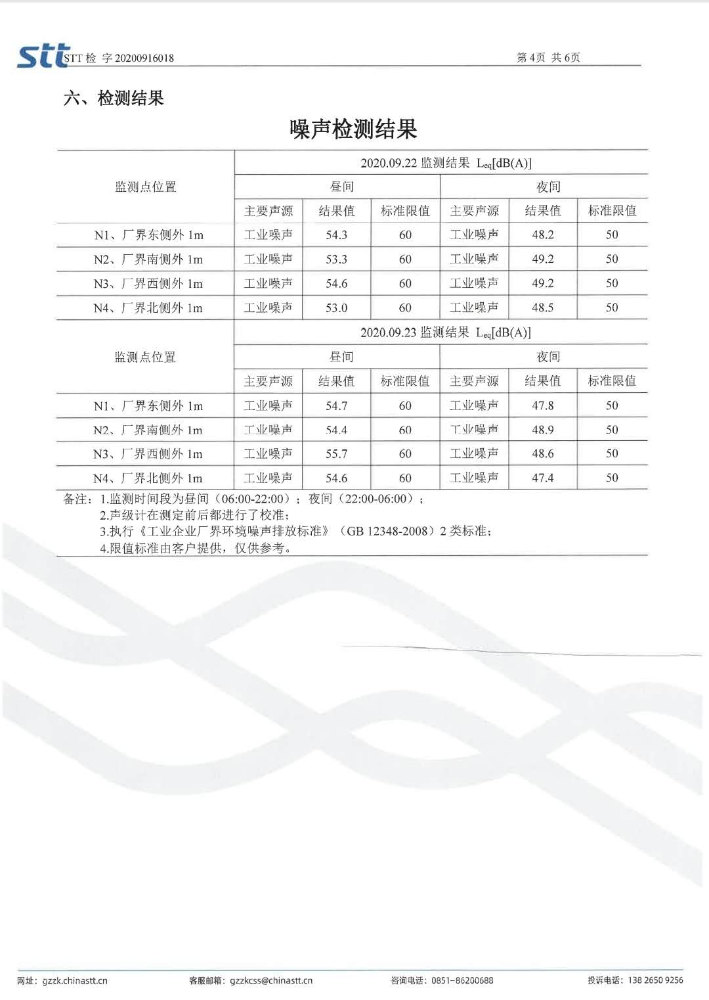 stt
STT 检 字 20200916018 第 4页 共 6页
六、检测结果
噪声检测结果
监测点位置 2020.09.22 监测结果 Leq[dB(A)]
昼间 夜间
主要声源 结果值 标准限值 主要声源 结果值 标准限值
N1、厂界东侧外 1m 工业噪声 54.3 60 工业噪声 48.2 50
N2、厂界南侧外 1m 工业噪声 53.3 60 工业噪声 49.2 50
N3、厂界西侧外 1m 工业噪声 54.6 60 工业噪声 49.2 50
N4、厂界北侧外 1m 工业噪声 53.0 60 工业噪声 48.5 50
监测点位置 2020.09.23 监测结果 Leq[dB(A)]
昼间 夜间
主要声源 结果值 标准限值 主要声源 结果值 标准限值
N1、厂界东侧外 1m 工业噪声 54.7 60 工业噪声 47.8 50
N2、厂界南侧外 1m 工业噪声 54.4 60 工业噪声 48.9 50
N3、厂界西侧外 1m 工业噪声 55.7 60 工业噪声 48.6 50
N4、厂界北侧外 1m 工业噪声 54.6 60 工业噪声 47.4 50
备注：1.监测时间段为昼间（06:00-22:00）；夜间（22:00-06:00）；
2.声级计在测定前后都进行了校准；
3.执行《工业企业厂界环境噪声排放标准》（GB 12348-2008）2 类标准；
4.限值标准由客户提供，仅供参考。
网址：gzzk.chinastt.cn 客服邮箱：gzzkcss@chinastt.cn 咨询电话：0851-86200688 投诉电话：138 2650 9256